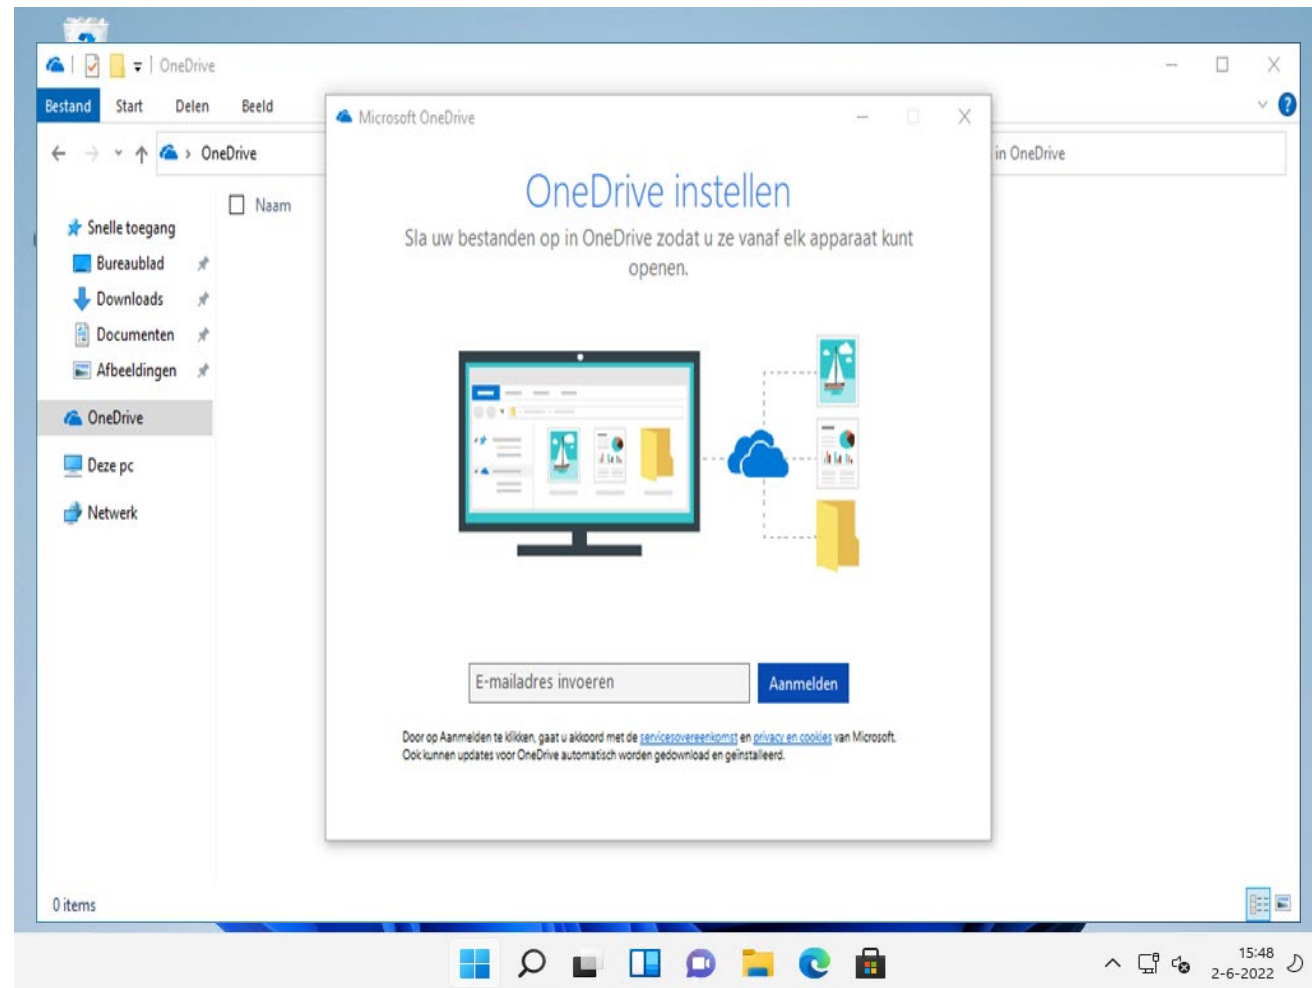 OneDrive
Bestand Start Delen Beeld
OneDrive
in OneDrive
Naam
Snelle toegang
Bureaublad
Downloads
Documenten
Afbeeldingen
OneDrive
Deze pc
Netwerk
0 items
Microsoft OneDrive
OneDrive instellen
Sla uw bestanden op in OneDrive zodat u ze vanaf elk apparaat kunt
openen.
E-mailadres invoeren
Aanmelden
Door op Aanmelden te klikken, gaat u akkoord met de servicesovereenkomst en privacy en cookies van Microsoft.
Ook kunnen updates voor OneDrive automatisch worden gedownload en geïnstalleerd.
15:48
2-6-2022